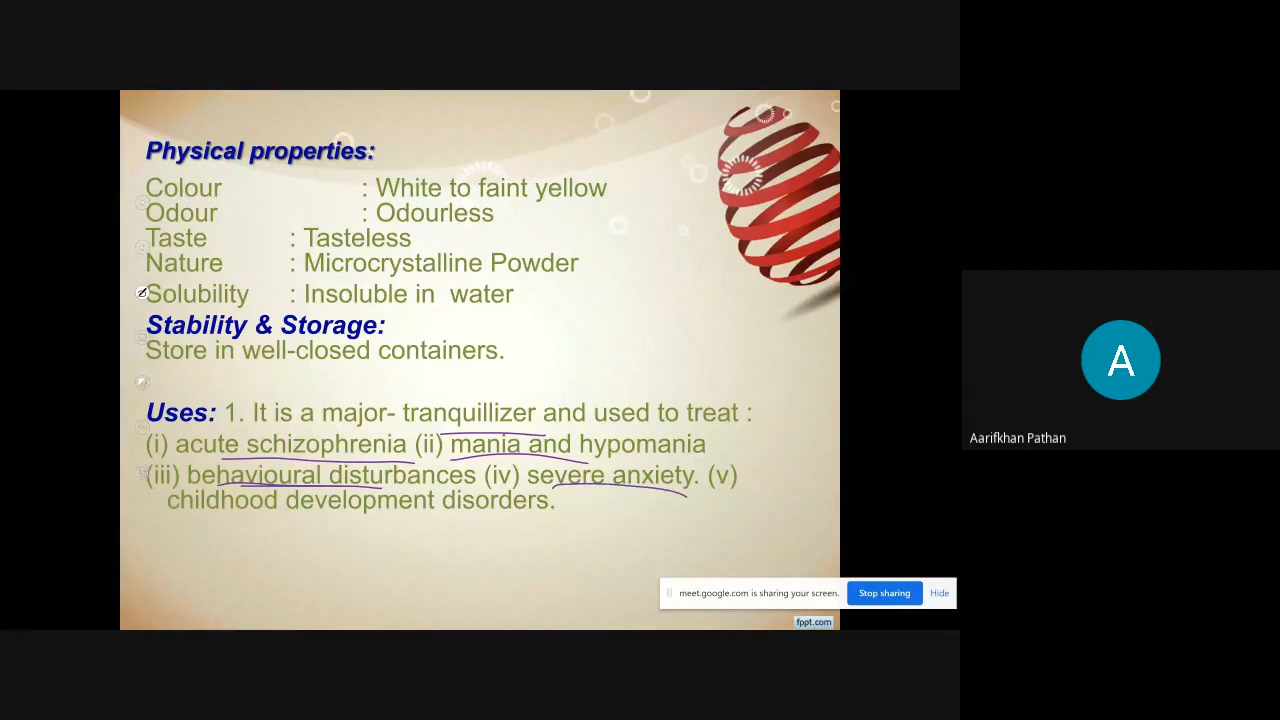 Physical properties:
Colour : White to faint yellow
Odour : Odourless
Taste : Tasteless
Nature : Microcrystalline Powder
Solubility : Insoluble in water
Stability & Storage:
Store in well-closed containers.
Uses: 1. It is a major- tranquillizer and used to treat :
(i) acute schizophrenia (ii) mania and hypomania
(iii) behavioural disturbances (iv) severe anxiety. (v)
childhood development disorders.
meet.google.com is sharing your screen. Stop sharing Hide
fppt.com
A
Aarifkhan Pathan